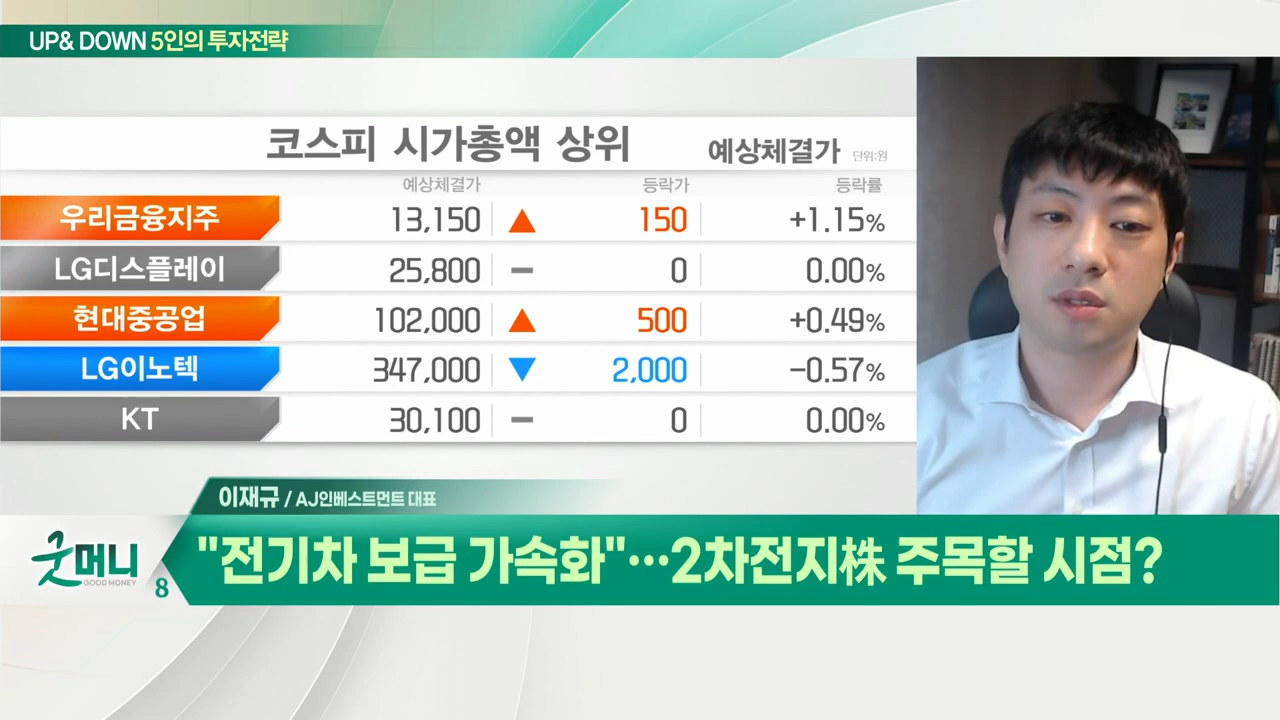 UP& DOWN 5인의 투자전략
코스피 시가총액 상위 예상체결가 단위:원
예상체결가 등락가 등락률
우리금융지주 13,150 ▲ 150 +1.15%
LG디스플레이 25,800 – 0 0.00%
현대중공업 102,000 ▲ 500 +0.49%
LG이노텍 347,000 ▼ 2,000 -0.57%
KT 30,100 – 0 0.00%
이재규 / AJ인베스트먼트 대표
굿머니
GOOD MONEY
8
"전기차 보급 가속화"…2차전지株 주목할 시점?